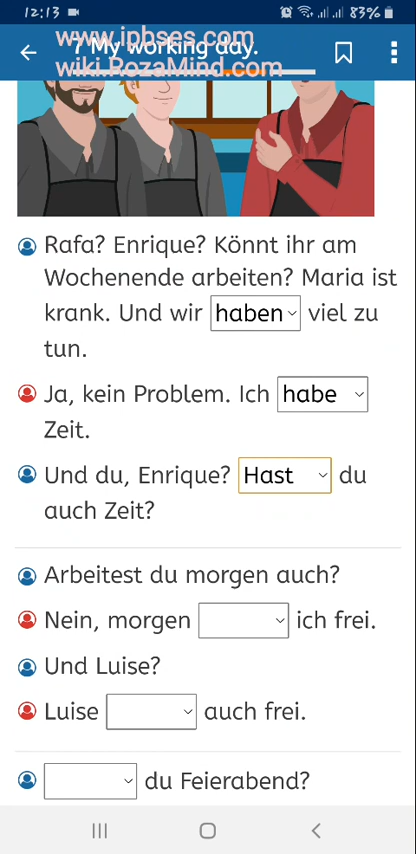 12:13 83%
7 My working day.
www.ipbses.com
wiki.RozaMind.com
Rafa? Enrique? Könnt ihr am
Wochenende arbeiten? Maria ist
krank. Und wir haben viel zu
tun.
Ja, kein Problem. Ich habe
Zeit.
Und du, Enrique? Hast du
auch Zeit?
Arbeitest du morgen auch?
Nein, morgen ich frei.
Und Luise?
Luise auch frei.
du Feierabend?